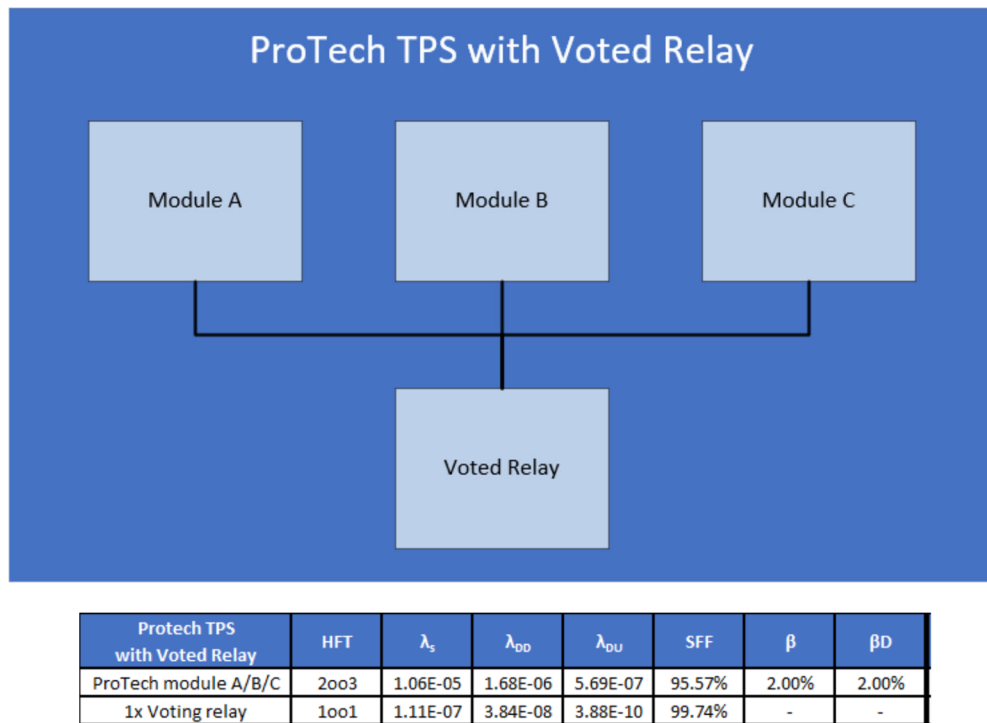 ProTech TPS with Voted Relay
Module A Module B Module C
Voted Relay
Protech TPS with Voted Relay HFT λs λDD λDU SFF β βD
ProTech module A/B/C 2oo3 1.06E-05 1.68E-06 5.69E-07 95.57% 2.00% 2.00%
1x Voting relay 1oo1 1.11E-07 3.84E-08 3.88E-10 99.74% - -